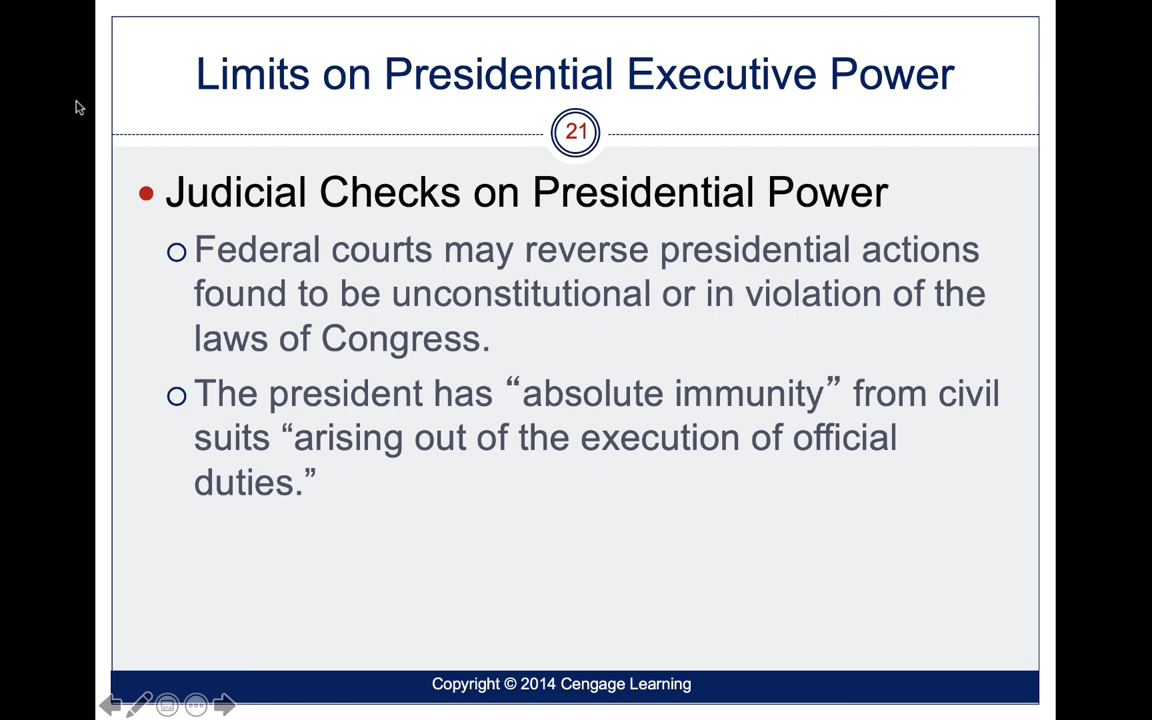 Limits on Presidential Executive Power
21
• Judicial Checks on Presidential Power
○ Federal courts may reverse presidential actions
found to be unconstitutional or in violation of the
laws of Congress.
○ The president has “absolute immunity” from civil
suits “arising out of the execution of official
duties.”
Copyright © 2014 Cengage Learning